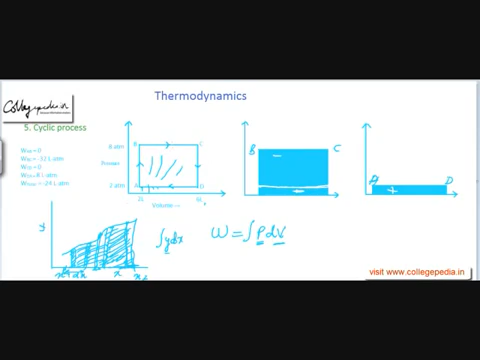 Thermodynamics
Collegepedia.in
5. Cyclic process
W_AB = 0
W_BC = -32 L atm
W_CD = 0
W_DA = 8 L atm
W_Total = -24 L atm
8 atm
B
C
Pressure
2 atm
A
D
2L
6L
Volume
B
C
A
D
+
y
x
∫ydx
W = ∫PdV
visit www.collegepedia.in